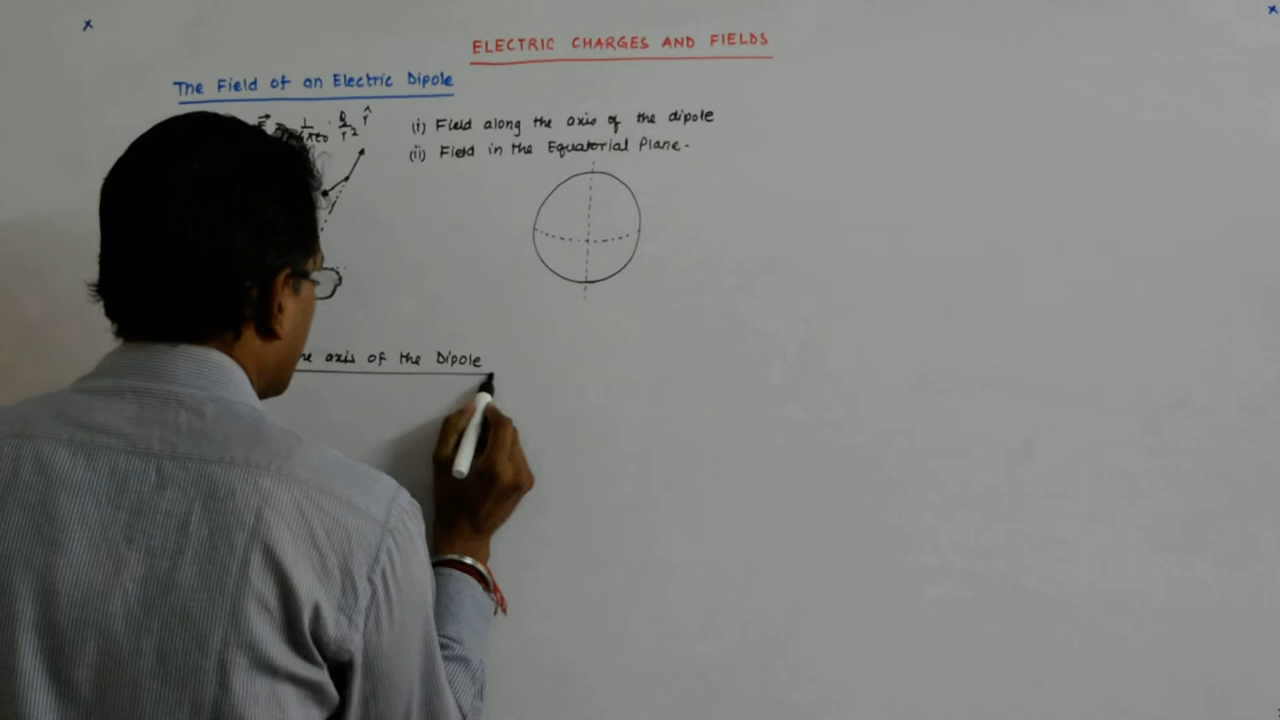 ELECTRIC CHARGES AND FIELDS
The Field of an Electric Dipole
(i) Field along the axis of the dipole
(ii) Field in the Equatorial Plane.
axis of the Dipole